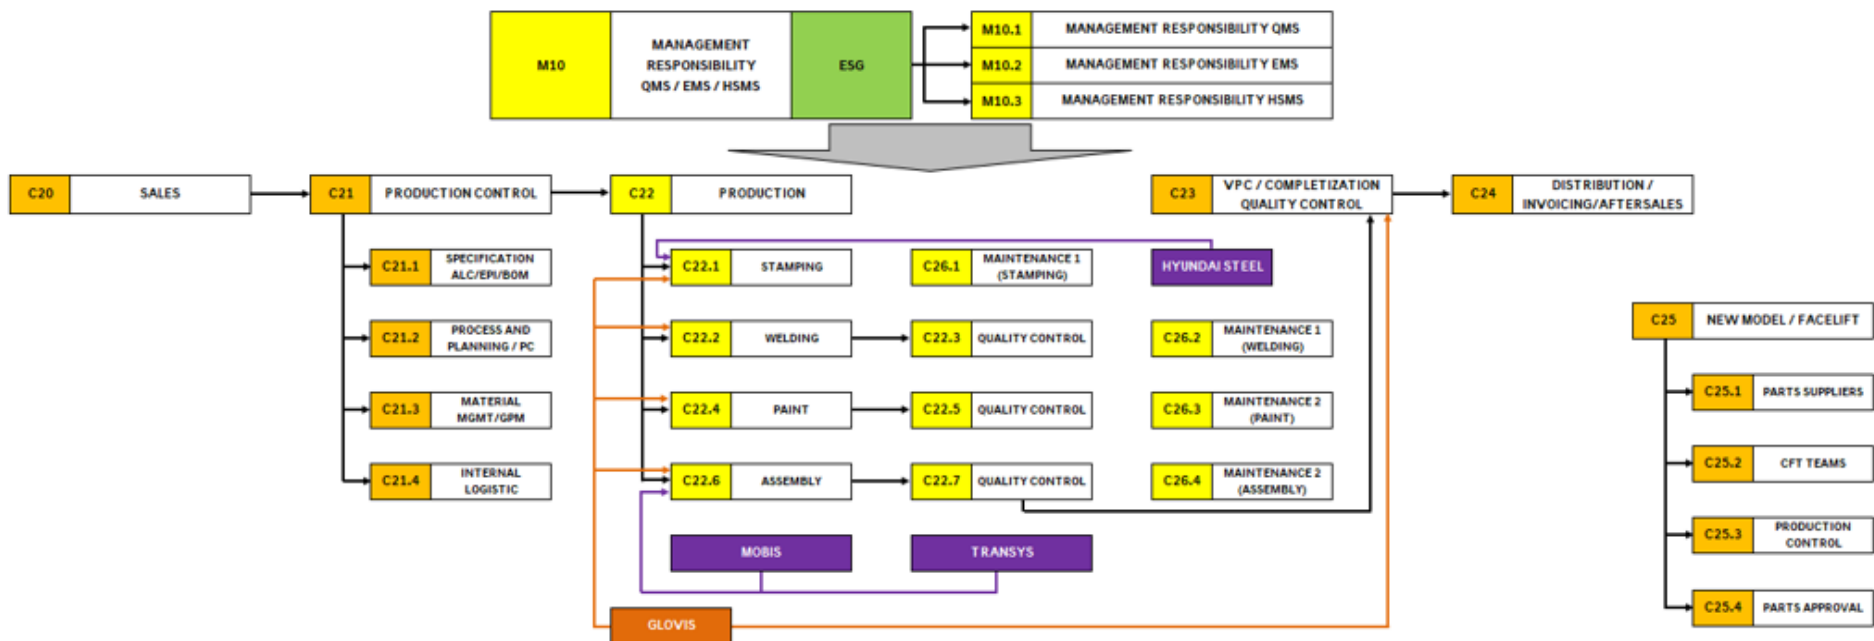 M10
MANAGEMENT
RESPONSIBILITY
QMS / EMS / HSMS
ESG
M10.1 MANAGEMENT RESPONSIBILITY QMS
M10.2 MANAGEMENT RESPONSIBILITY EMS
M10.3 MANAGEMENT RESPONSIBILITY HSMS
C20 SALES
C21 PRODUCTION CONTROL
C22 PRODUCTION
C23 VPC / COMPLETIZATION
QUALITY CONTROL
C24 DISTRIBUTION /
INVOICING/AFTERSALES
C21.1 SPECIFICATION
ALC/EPI/BOM
C22.1 STAMPING
C26.1 MAINTENANCE 1
(STAMPING)
HYUNDAI STEEL
C21.2 PROCESS AND
PLANNING / PC
C22.2 WELDING
C22.3 QUALITY CONTROL
C26.2 MAINTENANCE 1
(WELDING)
C25 NEW MODEL / FACELIFT
C21.3 MATERIAL
MGMT/GPM
C22.4 PAINT
C22.5 QUALITY CONTROL
C26.3 MAINTENANCE 2
(PAINT)
C25.1 PARTS SUPPLIERS
C21.4 INTERNAL
LOGISTIC
C22.6 ASSEMBLY
C22.7 QUALITY CONTROL
C26.4 MAINTENANCE 2
(ASSEMBLY)
C25.2 CFT TEAMS
MOBIS
TRANSYS
C25.3 PRODUCTION
CONTROL
GLOVIS
C25.4 PARTS APPROVAL